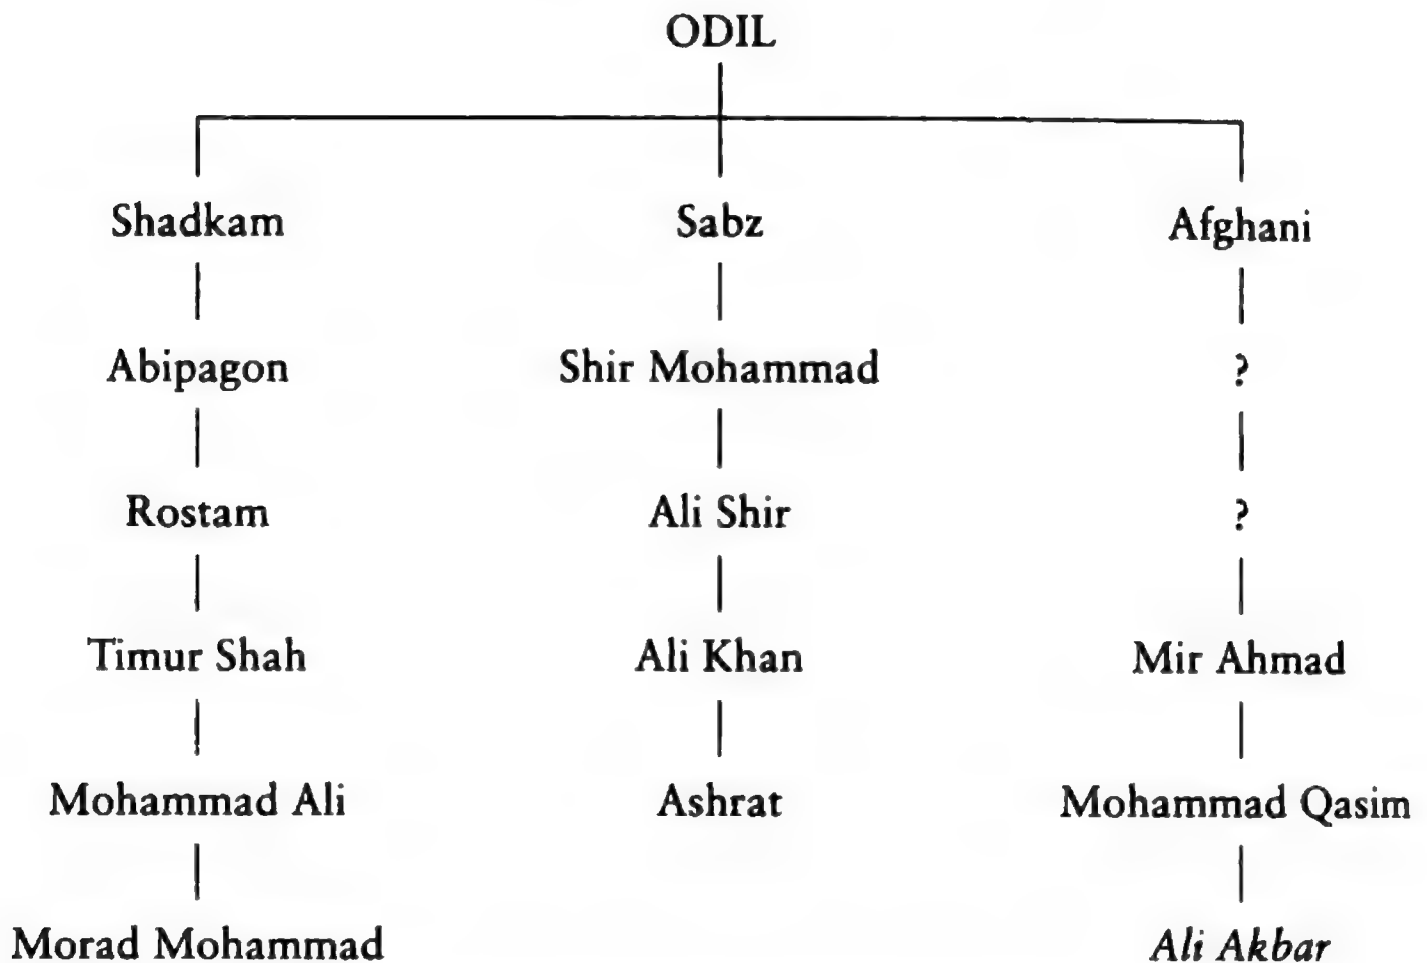 ODIL
Shadkam Sabz Afghani
Abipagon Shir Mohammad ?
Rostam Ali Shir ?
Timur Shah Ali Khan Mir Ahmad
Mohammad Ali Ashrat Mohammad Qasim
Morad Mohammad Ali Akbar